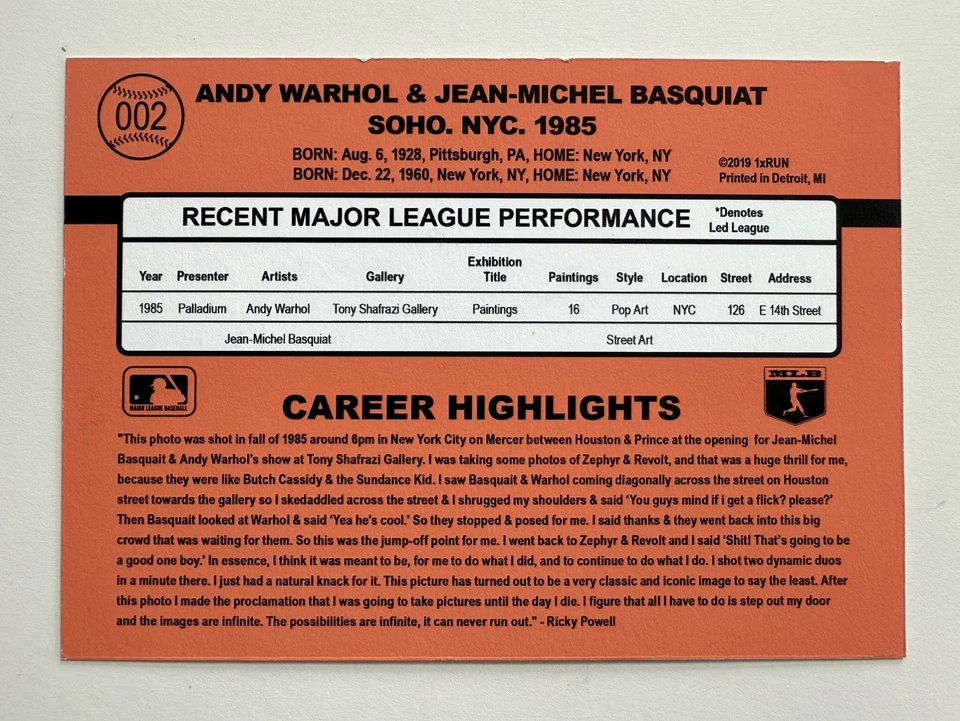 002
ANDY WARHOL & JEAN-MICHEL BASQUIAT
SOHO. NYC. 1985
BORN: Aug. 6, 1928, Pittsburgh, PA, HOME: New York, NY
BORN: Dec. 22, 1960, New York, NY, HOME: New York, NY
©2019 1xRUN
Printed in Detroit, MI
RECENT MAJOR LEAGUE PERFORMANCE
*Denotes
Led League
Year Presenter Artists Gallery Exhibition Title Paintings Style Location Street Address
1985 Palladium Andy Warhol Tony Shafrazi Gallery Paintings 16 Pop Art NYC 126 E 14th Street
Jean-Michel Basquiat Street Art
MAJOR LEAGUE BASEBALL
MLB
CAREER HIGHLIGHTS
"This photo was shot in fall of 1985 around 6pm in New York City on Mercer between Houston & Prince at the opening for Jean-Michel
Basquait & Andy Warhol's show at Tony Shafrazi Gallery. I was taking some photos of Zephyr & Revolt, and that was a huge thrill for me,
because they were like Butch Cassidy & the Sundance Kid. I saw Basquiat & Warhol coming diagonally across the street on Houston
street towards the gallery so I skedaddled across the street & I shrugged my shoulders & said 'You guys mind if i get a flick? please?'
Then Basquait looked at Warhol & said 'Yea he's cool.' So they stopped & posed for me. I said thanks & they went back into this big
crowd that was waiting for them. So this was the jump-off point for me. I went back to Zephyr & Revolt and I said 'Shit! That's going to be
a good one boy.' In essence, I think it was meant to be, for me to do what I did, and to continue to do what I do. I shot two dynamic duos
in a minute there. I just had a natural knack for it. This picture has turned out to be a very classic and iconic image to say the least. After
this photo I made the proclamation that I was going to take pictures until the day I die. I figure that all I have to do is step out my door
and the images are infinite. The possibilities are infinite, it can never run out." - Ricky Powell